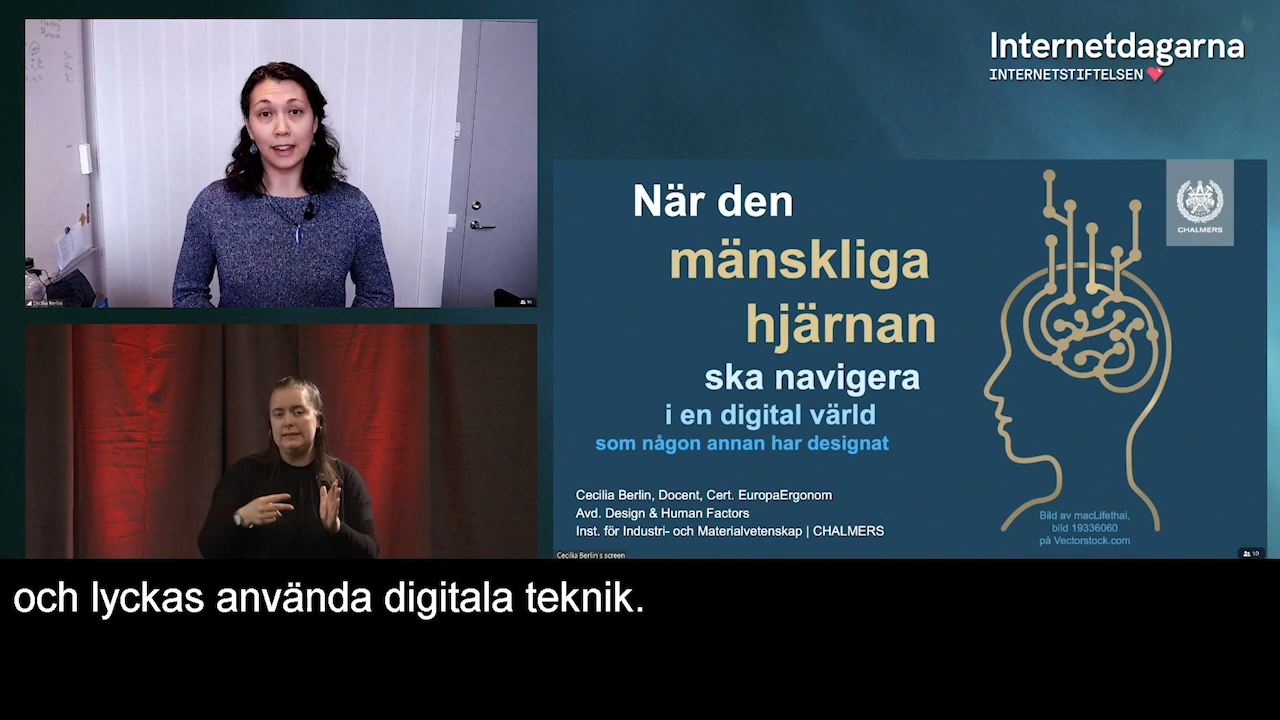 Internetdagarna
INTERNETSTIFTELSEN
Cecilia Berlin
När den
mänskliga
hjärnan
ska navigera
i en digital värld
som någon annan har designat
CHALMERS
Cecilia Berlin, Docent, Cert. EuropaErgonom
Avd. Design & Human Factors
Inst. för Industri- och Materialvetenskap | CHALMERS
Bild av macLifethai,
bild 19336060
på Vectorstock.com
Cecilia Berlin's screen
och lyckas använda digitala teknik.